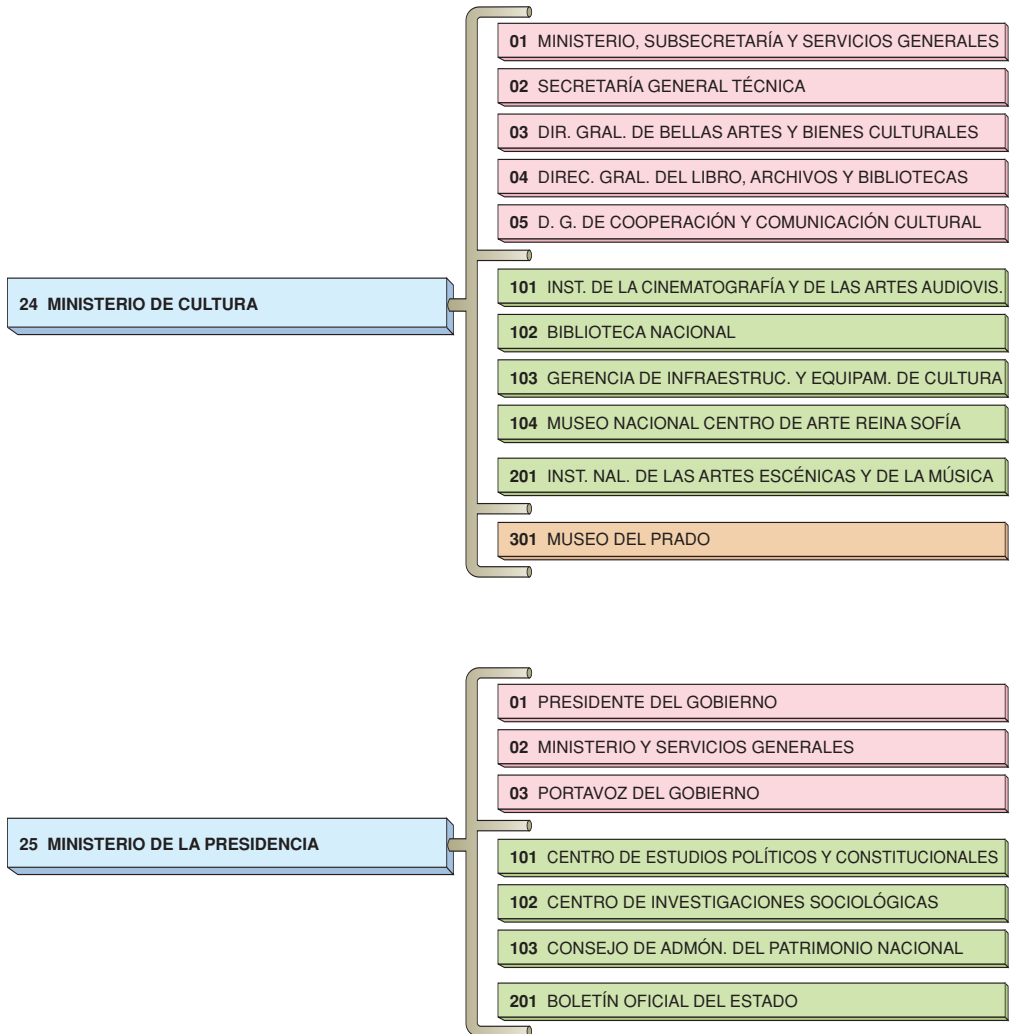 01 MINISTERIO, SUBSECRETARÍA Y SERVICIOS GENERALES
02 SECRETARÍA GENERAL TÉCNICA
03 DIR. GRAL. DE BELLAS ARTES Y BIENES CULTURALES
04 DIREC. GRAL. DEL LIBRO, ARCHIVOS Y BIBLIOTECAS
05 D. G. DE COOPERACIÓN Y COMUNICACIÓN CULTURAL
24 MINISTERIO DE CULTURA
101 INST. DE LA CINEMATOGRAFÍA Y DE LAS ARTES AUDIOVIS.
102 BIBLIOTECA NACIONAL
103 GERENCIA DE INFRAESTRUC. Y EQUIPAM. DE CULTURA
104 MUSEO NACIONAL CENTRO DE ARTE REINA SOFÍA
201 INST. NAL. DE LAS ARTES ESCÉNICAS Y DE LA MÚSICA
301 MUSEO DEL PRADO
01 PRESIDENTE DEL GOBIERNO
02 MINISTERIO Y SERVICIOS GENERALES
03 PORTAVOZ DEL GOBIERNO
25 MINISTERIO DE LA PRESIDENCIA
101 CENTRO DE ESTUDIOS POLÍTICOS Y CONSTITUCIONALES
102 CENTRO DE INVESTIGACIONES SOCIOLÓGICAS
103 CONSEJO DE ADMÓN. DEL PATRIMONIO NACIONAL
201 BOLETÍN OFICIAL DEL ESTADO